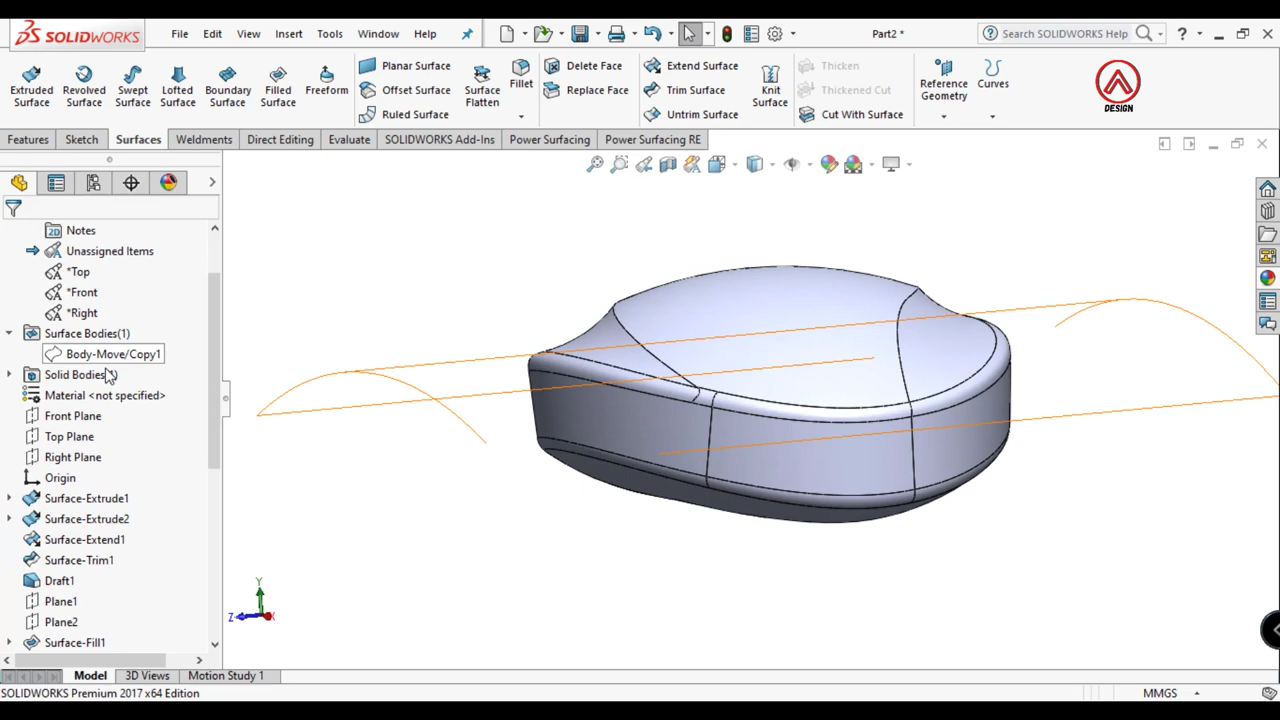 SOLIDWORKS File Edit View Insert Tools Window Help Part2 * Search SOLIDWORKS Help ?
Extruded Surface
Revolved Surface
Swept Surface
Lofted Surface
Boundary Surface
Filled Surface
Freeform
Planar Surface
Offset Surface
Ruled Surface
Surface Flatten
Fillet
Delete Face
Replace Face
Extend Surface
Trim Surface
Untrim Surface
Knit Surface
Thicken
Thickened Cut
Cut With Surface
Reference Geometry
Curves
DESIGN
Features Sketch Surfaces Weldments Direct Editing Evaluate SOLIDWORKS Add-Ins Power Surfacing Power Surfacing RE
Notes
Unassigned Items
*Top
*Front
*Right
Surface Bodies(1)
Body-Move/Copy1
Solid Bodies
Material <not specified>
Front Plane
Top Plane
Right Plane
Origin
Surface-Extrude1
Surface-Extrude2
Surface-Extend1
Surface-Trim1
Draft1
Plane1
Plane2
Surface-Fill1
Y
Z
X
Model 3D Views Motion Study 1
SOLIDWORKS Premium 2017 x64 Edition MMGS